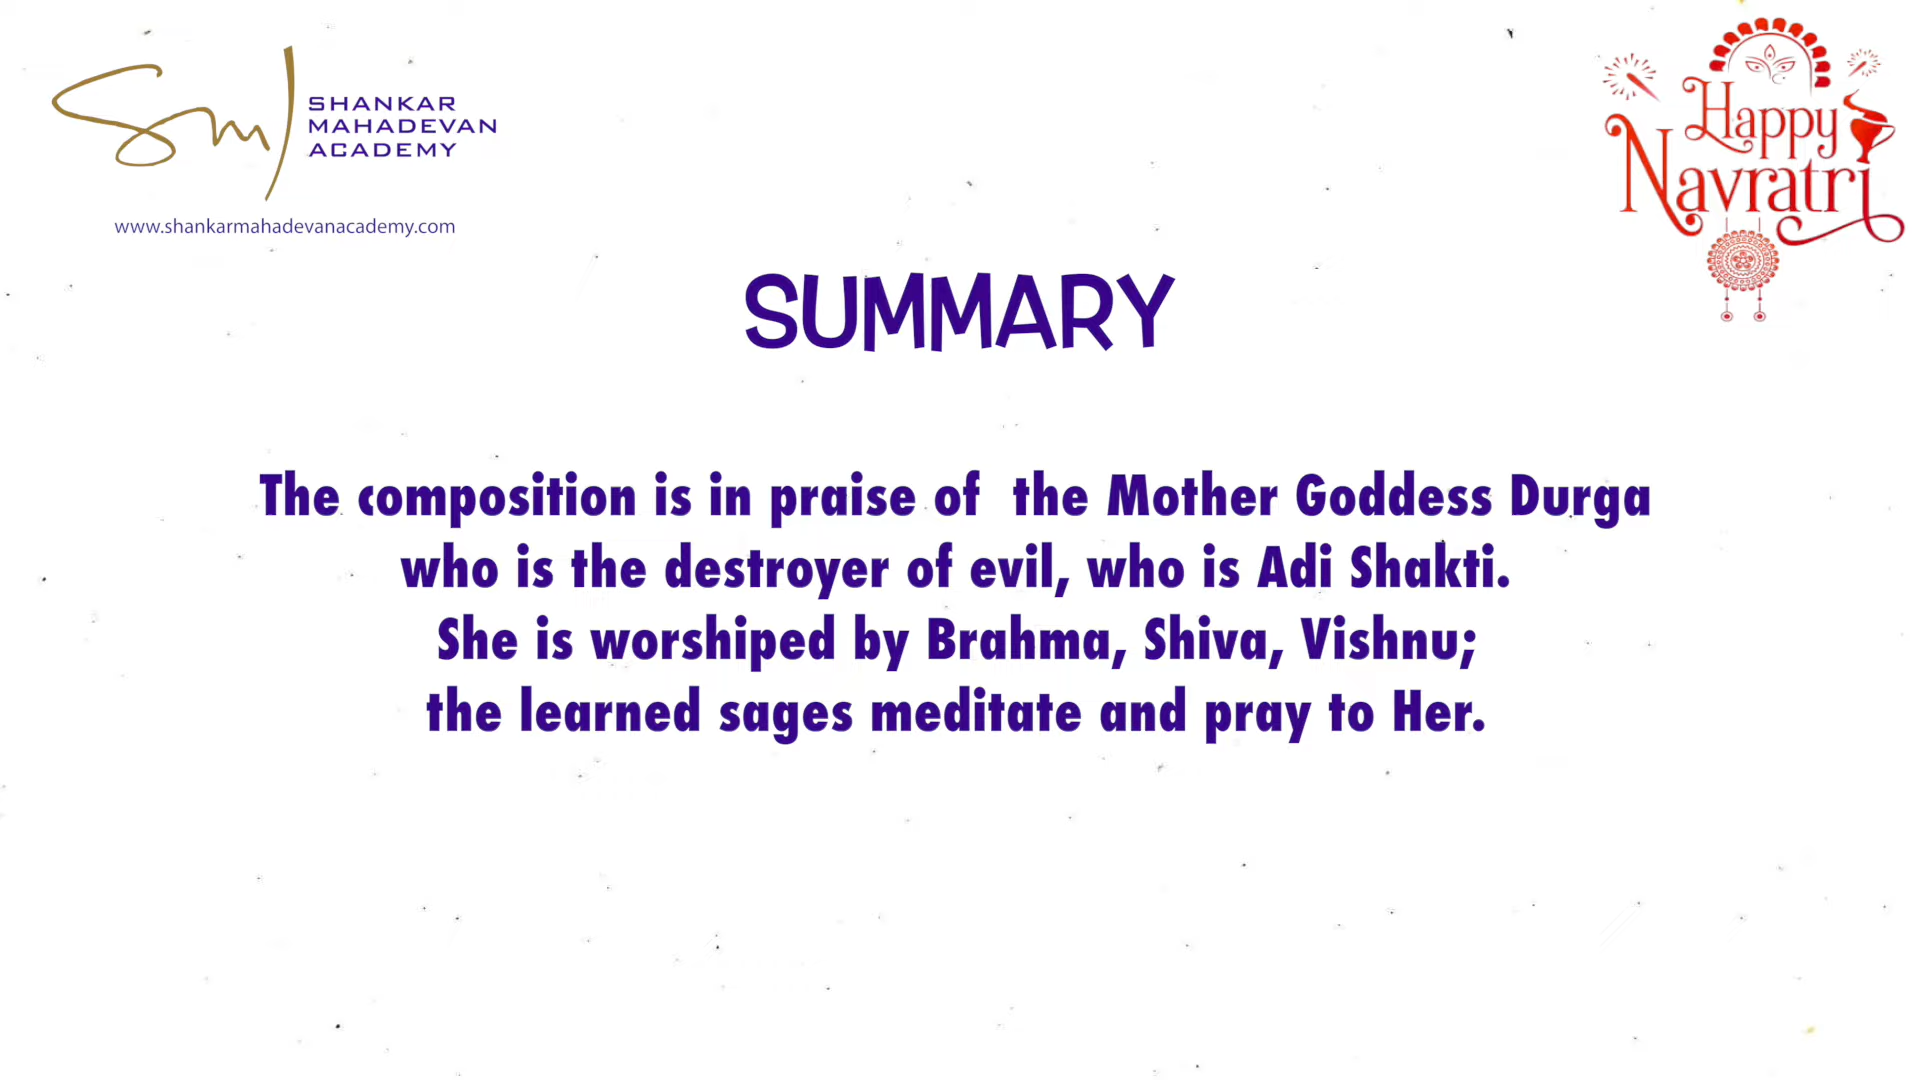 Sm
SHANKAR
MAHADEVAN
ACADEMY
www.shankarmahadevanacademy.com
Happy
Navratri
SUMMARY
The composition is in praise of the Mother Goddess Durga
who is the destroyer of evil, who is Adi Shakti.
She is worshiped by Brahma, Shiva, Vishnu;
the learned sages meditate and pray to Her.